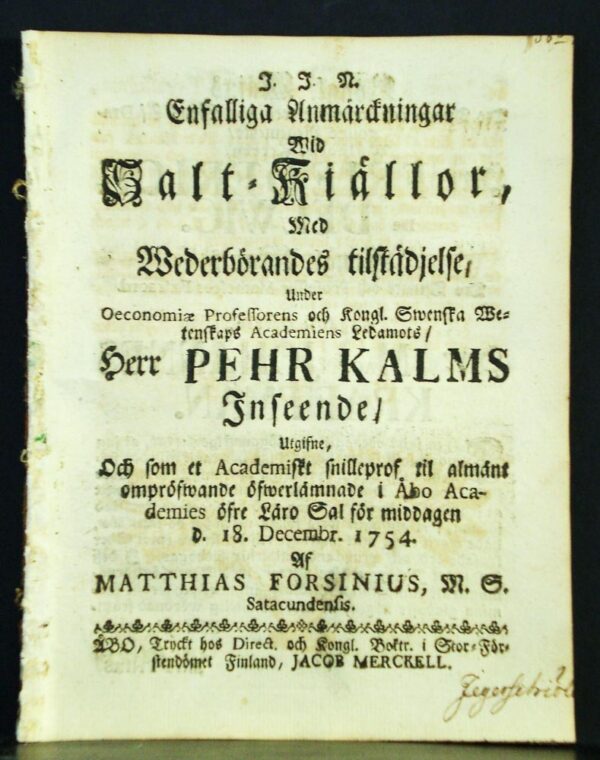 J. J. N.
Enfalliga Anmärckningar
Wid
Salt-Kiällor,
Med
Wederbörandes tilstädjelse,
Under
Oeconomiæ Professorens och Kongl. Swenska We-
tenskaps Academiens Ledamots/
Herr PEHR KALMS
Inseende/
Utgifne,
Och som et Academiskt snilleprof til almänt
ompröfwande öfwerlämnade i Åbo Aca-
demies öfre Läro Sal för middagen
d. 18. Decembr. 1754.
Af
MATTHIAS FORSINIUS, M. S.
Satacundensis.
ÅBO, Tryckt hos Direct. och Kongl. Boktr. i Stor-För-
stendömet Finland, JACOB MERCKELL.